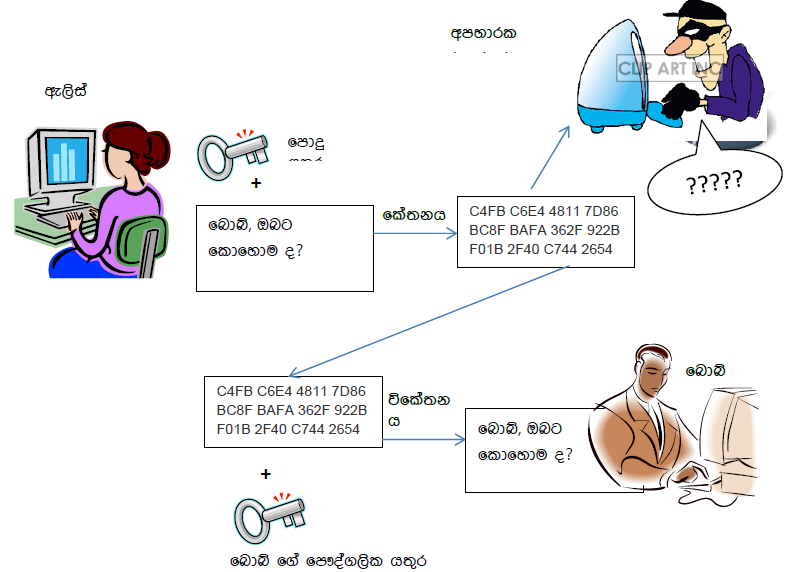 අපහාරක
CLIP ART INC
ඇලිස්
පොදු
?????
+
කේතනය
බොබ්, ඔබට
කොහොම ද?
C4FB C6E4 4811 7D86
BC8F BAFA 362F 922B
F01B 2F40 C744 2654
බොබ්
C4FB C6E4 4811 7D86
BC8F BAFA 362F 922B
F01B 2F40 C744 2654
විකේතන
ය
බොබ්, ඔබට
කොහොම ද?
+
බොබ් ගේ පෞද්ගලික යතුර